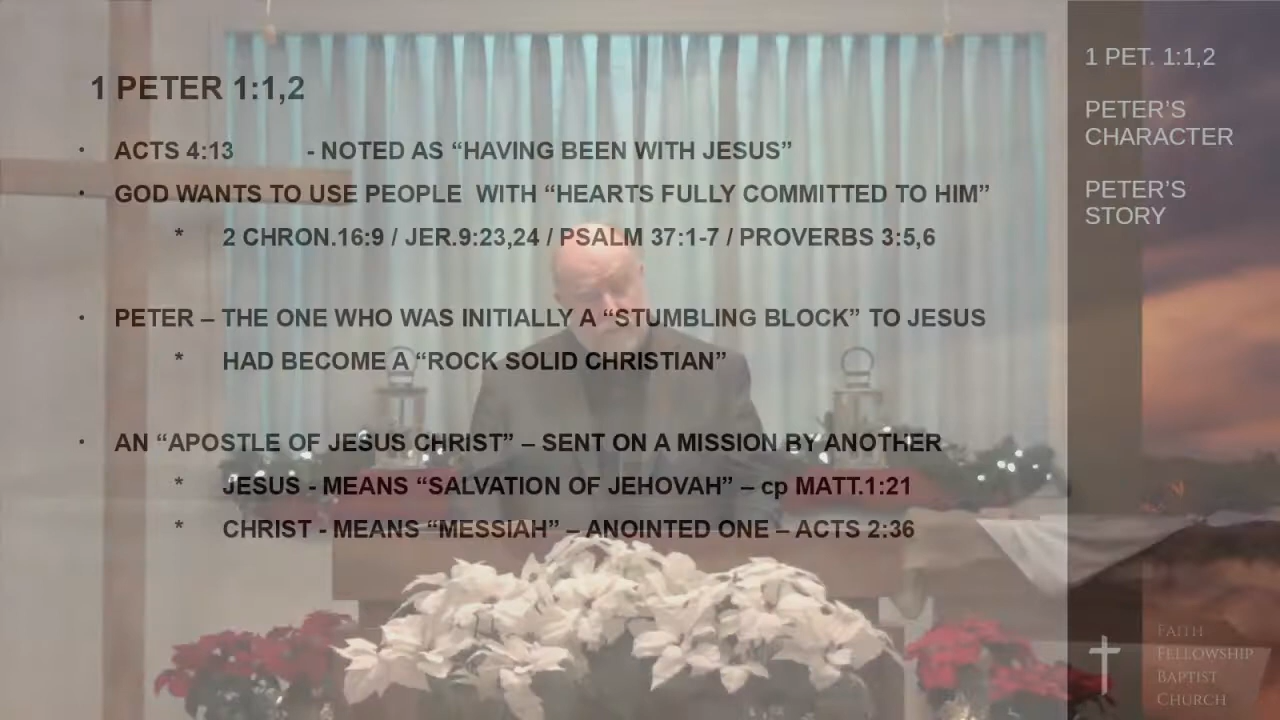 1 PETER 1:1,2
· ACTS 4:13 - NOTED AS “HAVING BEEN WITH JESUS”
· GOD WANTS TO USE PEOPLE WITH “HEARTS FULLY COMMITTED TO HIM”
* 2 CHRON.16:9 / JER.9:23,24 / PSALM 37:1-7 / PROVERBS 3:5,6
· PETER – THE ONE WHO WAS INITIALLY A “STUMBLING BLOCK” TO JESUS
* HAD BECOME A “ROCK SOLID CHRISTIAN”
· AN “APOSTLE OF JESUS CHRIST” – SENT ON A MISSION BY ANOTHER
* JESUS - MEANS “SALVATION OF JEHOVAH” – cp MATT.1:21
* CHRIST - MEANS “MESSIAH” – ANOINTED ONE – ACTS 2:36
1 PET. 1:1,2
PETER’S
CHARACTER
PETER’S
STORY
FAITH
FELLOWSHIP
BAPTIST
CHURCH